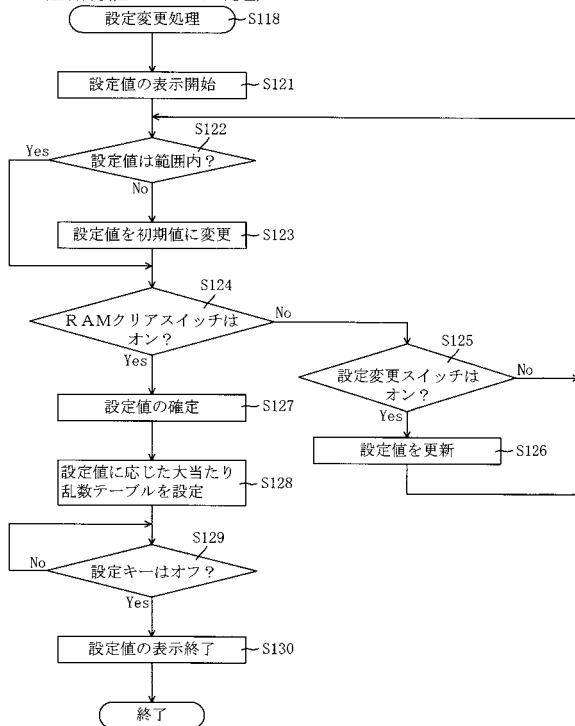 設定変更処理
S118
設定値の表示開始
S121
S122
Yes
設定値は範囲内？
No
設定値を初期値に変更
S123
S124
RAMクリアスイッチは
オン？
No
Yes
S125
設定変更スイッチは
オン？
No
Yes
設定値の確定
S127
設定値を更新
S126
設定値に応じた大当たり
乱数テーブルを設定
S128
S129
No
設定キーはオフ？
Yes
設定値の表示終了
S130
終了